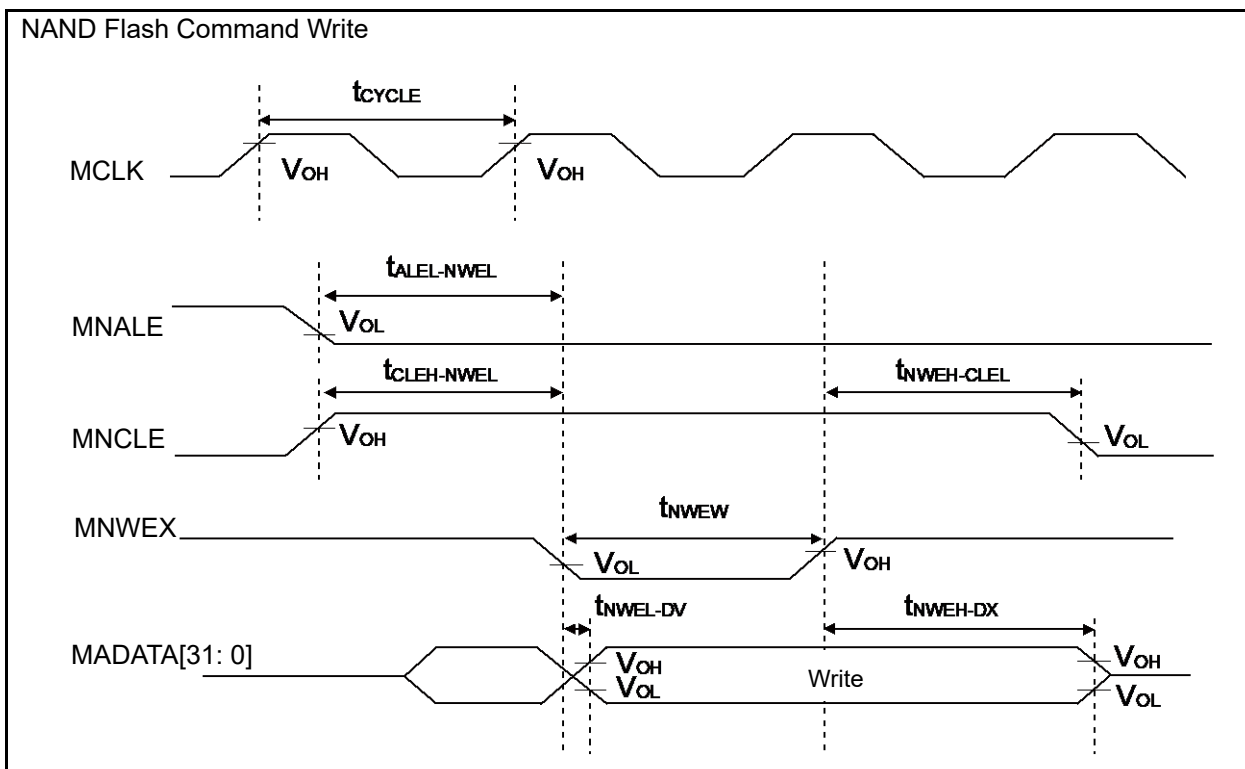 NAND Flash Command Write
tCYCLE
MCLK
VOH
VOH
tALEL-NWEL
MNALE
VOL
tCLEH-NWEL
tNWEH-CLEL
MNCLE
VOH
VOL
tNWEW
MNWEX
VOL
VOH
tNWEL-DV
tNWEH-DX
MADATA[31: 0]
VOH
VOL
Write
VOH
VOL